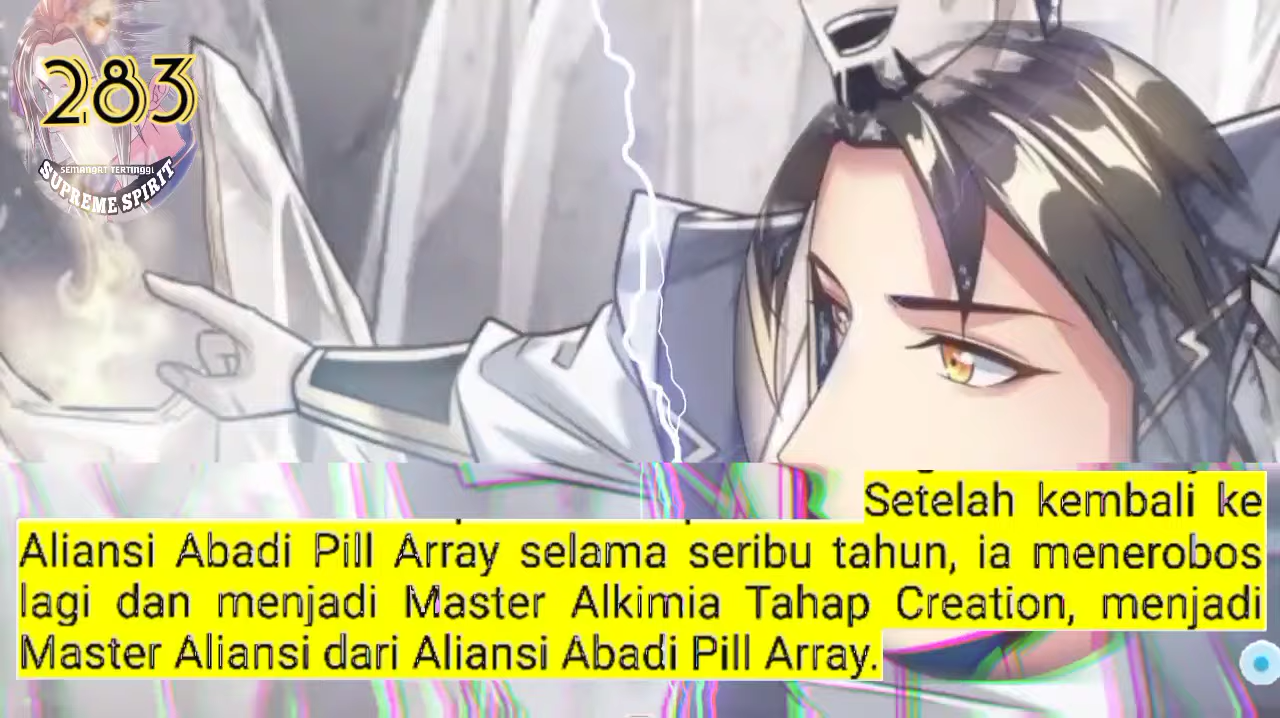 283
SEMANGAT TERTINGGI
SUPREME SPIRIT
Setelah kembali ke
Aliansi Abadi Pill Array selama seribu tahun, ia menerobos
lagi dan menjadi Master Alkimia Tahap Creation, menjadi
Master Aliansi dari Aliansi Abadi Pill Array.